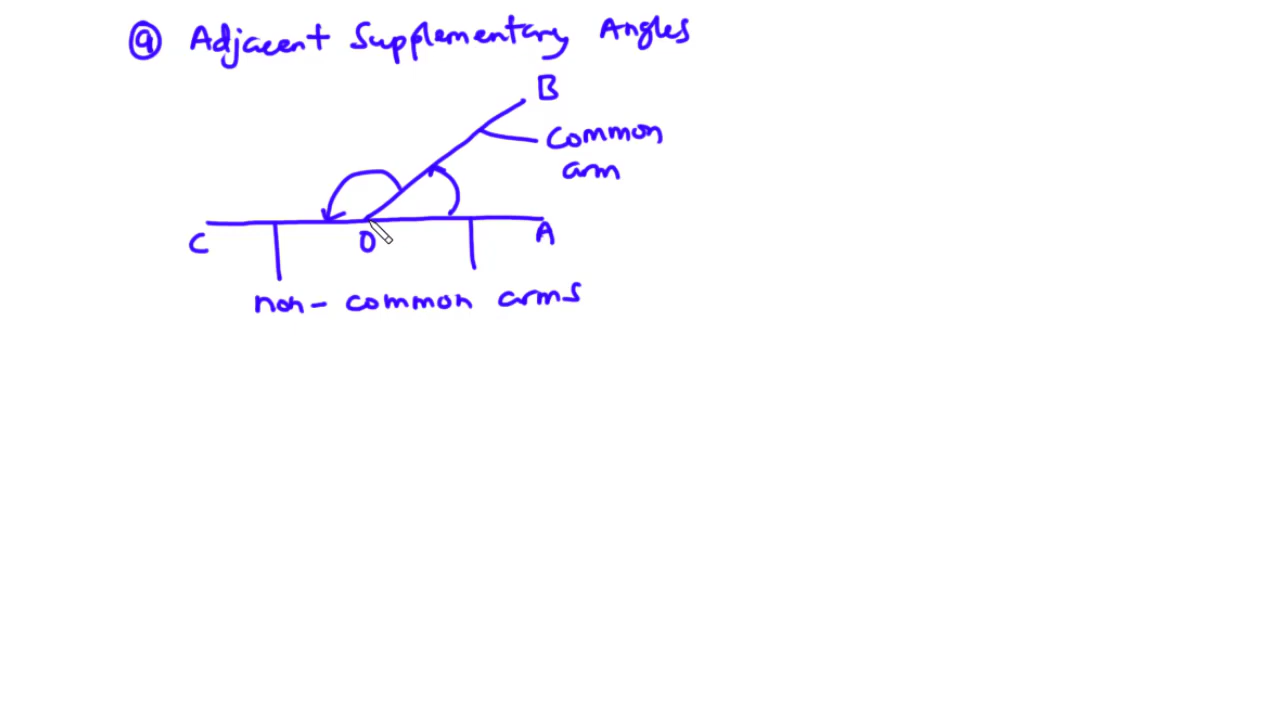 9 Adjacent Supplementary Angles
B
Common
arm
C
O
A
non-common arms